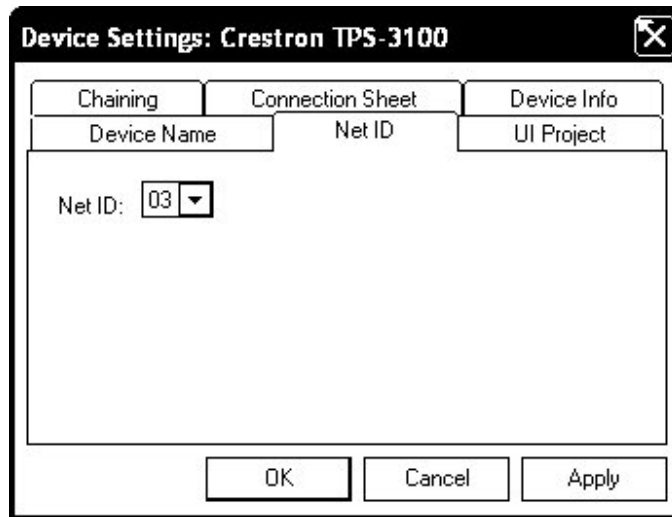 Device Settings: Crestron TPS-3100
Chaining Connection Sheet Device Info
Device Name Net ID UI Project
Net ID: 03
OK Cancel Apply